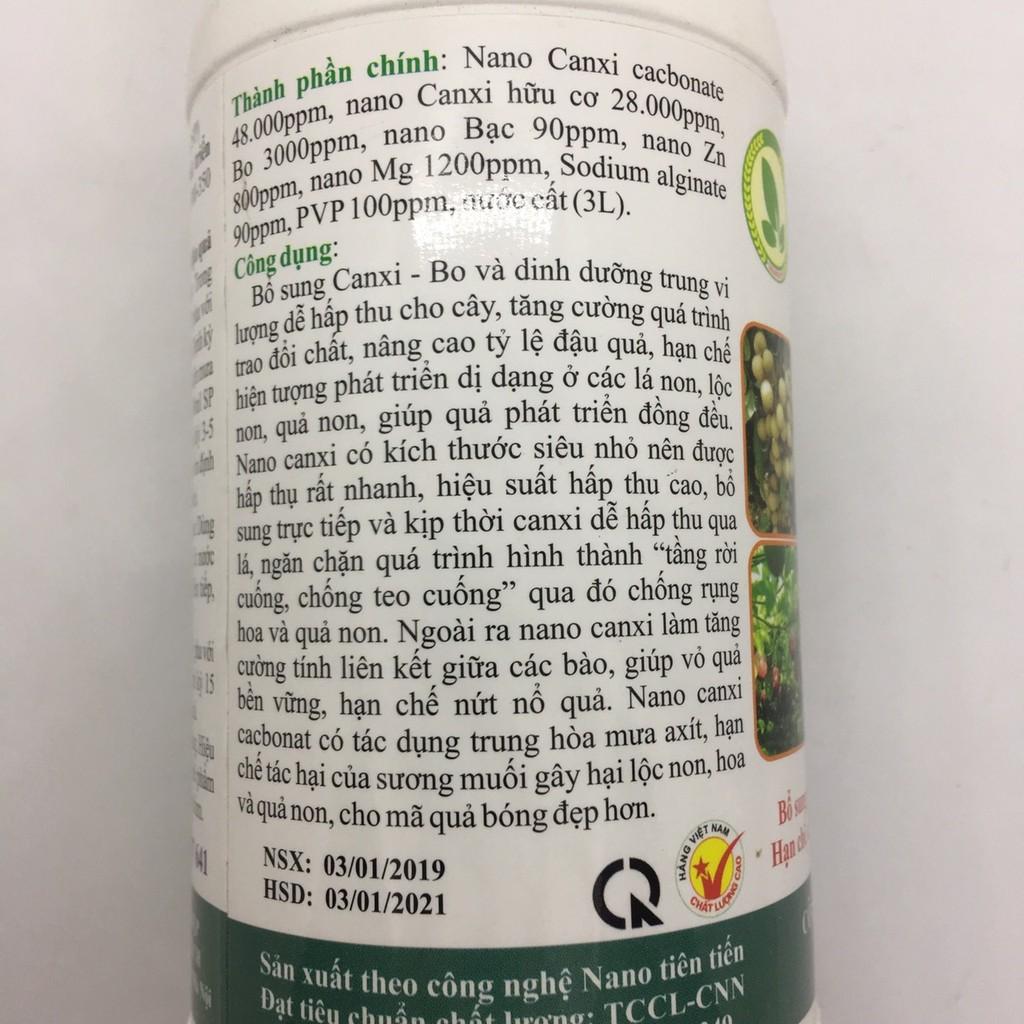 Thành phần chính: Nano Canxi cacbonate
48.000ppm, nano Canxi hữu cơ 28.000ppm,
Bo 3000ppm, nano Bạc 90ppm, nano Zn
800ppm, nano Mg 1200ppm, Sodium alginate
90ppm, PVP 100ppm, nước cất (3L).
Công dụng:
Bổ sung Canxi - Bo và dinh dưỡng trung vi
lượng dễ hấp thu cho cây, tăng cường quá trình
trao đổi chất, nâng cao tỷ lệ đậu quả, hạn chế
hiện tượng phát triển dị dạng ở các lá non, lộc
non, quả non, giúp quả phát triển đồng đều.
Nano canxi có kích thước siêu nhỏ nên được
hấp thụ rất nhanh, hiệu suất hấp thu cao, bổ
sung trực tiếp và kịp thời canxi dễ hấp thu qua
lá, ngăn chặn quá trình hình thành “tầng rời
cuống, chống teo cuống” qua đó chống rụng
hoa và quả non. Ngoài ra nano canxi làm tăng
cường tính liên kết giữa các bào, giúp vỏ quả
bền vững, hạn chế nứt nổ quả. Nano canxi
cacbonat có tác dụng trung hòa mưa axít, hạn
chế tác hại của sương muối gây hại lộc non, hoa
và quả non, cho mã quả bóng đẹp hơn.
NSX: 03/01/2019
HSD: 03/01/2021
HÀNG VIỆT NAM
CHẤT LƯỢNG CAO
Bổ
Hạn
Sản xuất theo công nghệ Nano tiên tiến
Đạt tiêu chuẩn chất lượng: TCCL-CNN